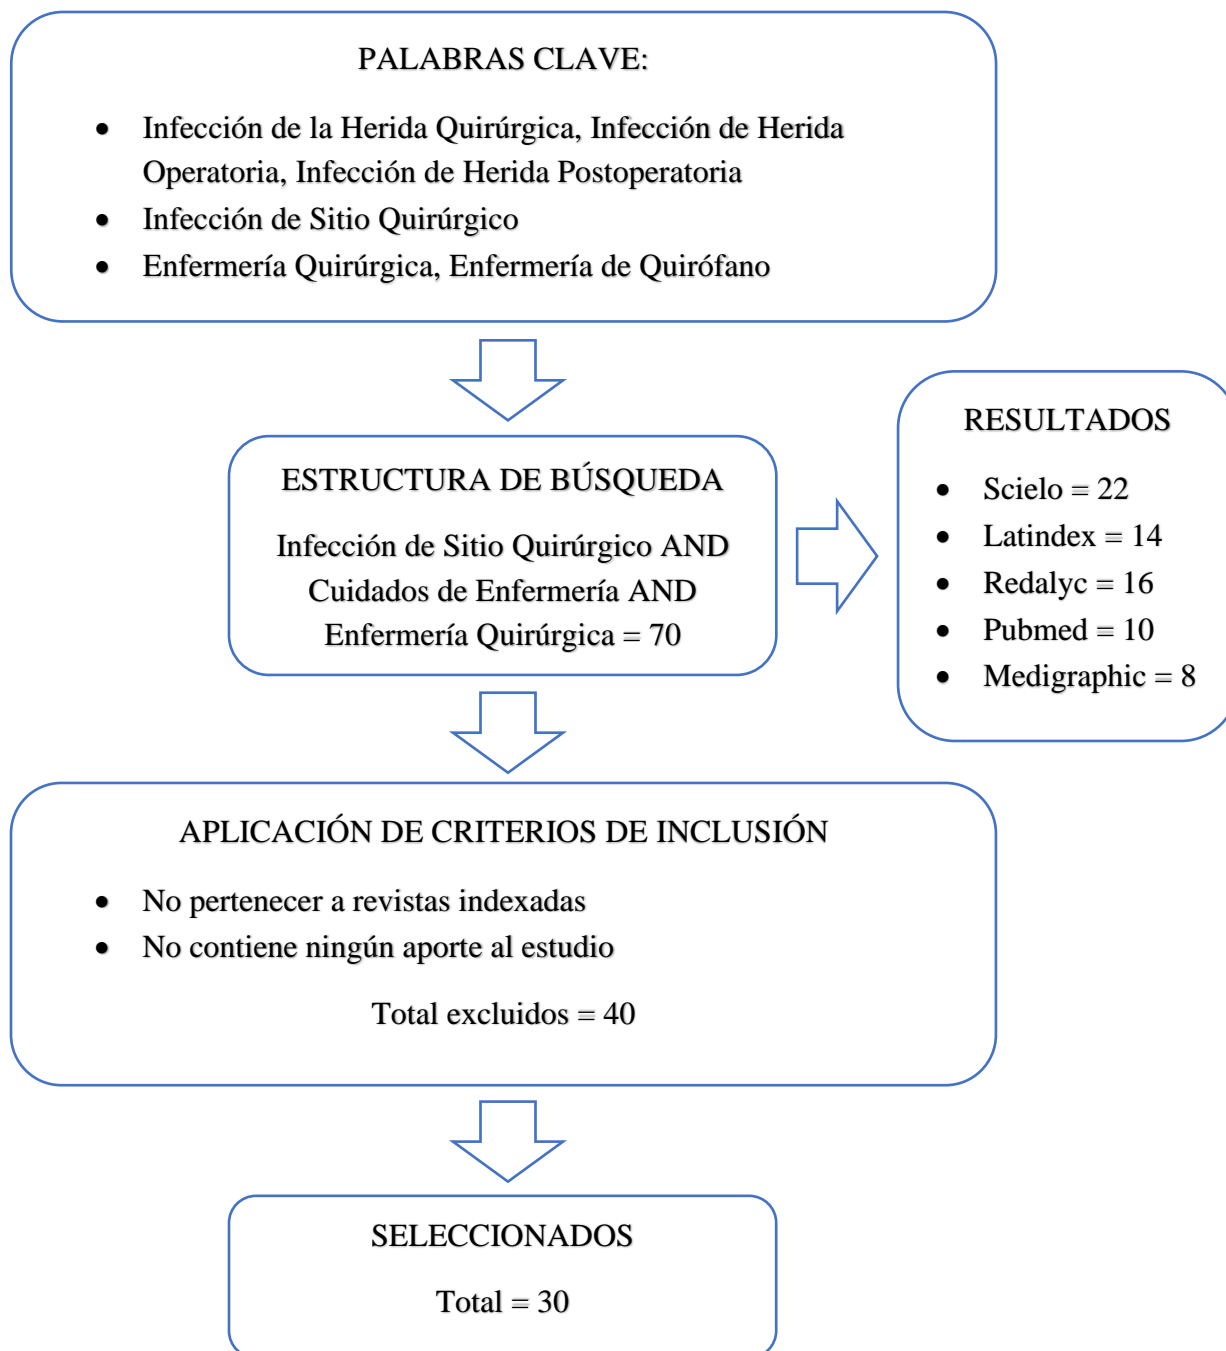 PALABRAS CLAVE:
• Infección de la Herida Quirúrgica, Infección de Herida
Operatoria, Infección de Herida Postoperatoria
• Infección de Sitio Quirúrgico
• Enfermería Quirúrgica, Enfermería de Quirófano
ESTRUCTURA DE BÚSQUEDA
Infección de Sitio Quirúrgico AND
Cuidados de Enfermería AND
Enfermería Quirúrgica = 70
RESULTADOS
• Scielo = 22
• Latindex = 14
• Redalyc = 16
• Pubmed = 10
• Medigraphic = 8
APLICACIÓN DE CRITERIOS DE INCLUSIÓN
• No pertenecer a revistas indexadas
• No contiene ningún aporte al estudio
Total excluidos = 40
SELECCIONADOS
Total = 30